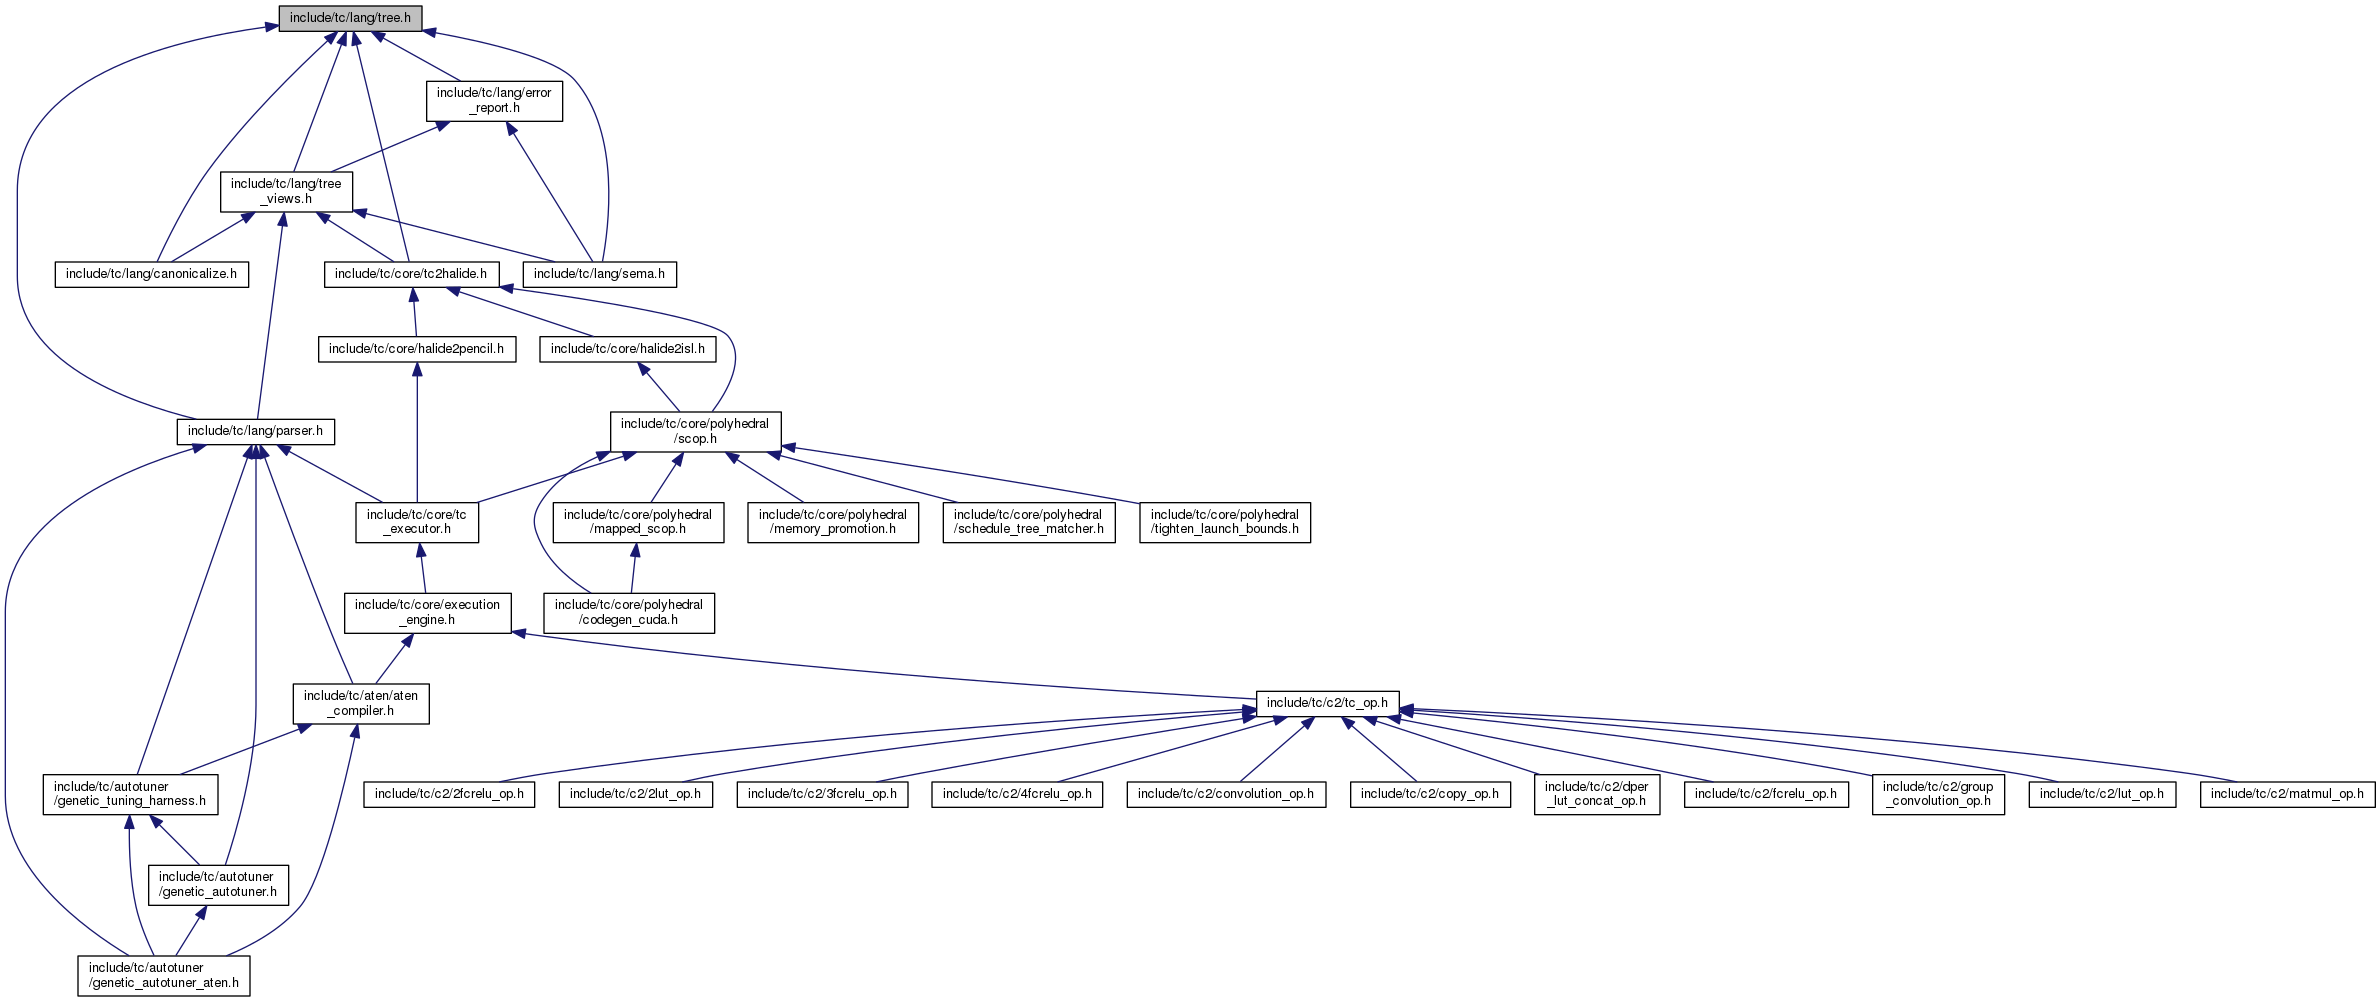 include/tc/lang/tree.h
include/tc/lang/error
_report.h
include/tc/lang/tree
_views.h
include/tc/lang/canonicalize.h
include/tc/core/tc2halide.h
include/tc/lang/sema.h
include/tc/core/halide2pencil.h
include/tc/core/halide2isl.h
include/tc/lang/parser.h
include/tc/core/polyhedral
/scop.h
include/tc/core/tc
_executor.h
include/tc/core/polyhedral
/mapped_scop.h
include/tc/core/polyhedral
/memory_promotion.h
include/tc/core/polyhedral
/schedule_tree_matcher.h
include/tc/core/polyhedral
/tighten_launch_bounds.h
include/tc/core/execution
_engine.h
include/tc/core/polyhedral
/codegen_cuda.h
include/tc/aten/aten
_compiler.h
include/tc/c2/tc_op.h
include/tc/autotuner
/genetic_tuning_harness.h
include/tc/c2/2fcrelu_op.h
include/tc/c2/2lut_op.h
include/tc/c2/3fcrelu_op.h
include/tc/c2/4fcrelu_op.h
include/tc/c2/convolution_op.h
include/tc/c2/copy_op.h
include/tc/c2/dper
_lut_concat_op.h
include/tc/c2/fcrelu_op.h
include/tc/c2/group
_convolution_op.h
include/tc/c2/lut_op.h
include/tc/c2/matmul_op.h
include/tc/autotuner
/genetic_autotuner.h
include/tc/autotuner
/genetic_autotuner_aten.h